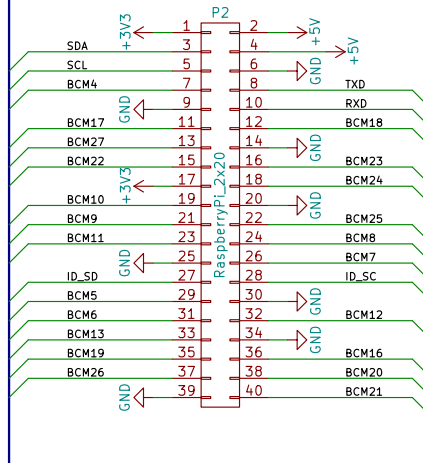 P2
+3V3 1 2 +5V
SDA 3 4 +5V
SCL 5 6 GND
BCM4 7 8 TXD
GND 9 10 RXD
BCM17 11 12 BCM18
BCM27 13 14 GND
BCM22 15 16 BCM23
+3V3 17 18 BCM24
BCM10 19 20 GND
BCM9 21 22 BCM25
BCM11 23 24 BCM8
GND 25 26 BCM7
ID_SD 27 28 ID_SC
BCM5 29 30 GND
BCM6 31 32 BCM12
BCM13 33 34 GND
BCM19 35 36 BCM16
BCM26 37 38 BCM20
GND 39 40 BCM21
RaspberryPi_2x20